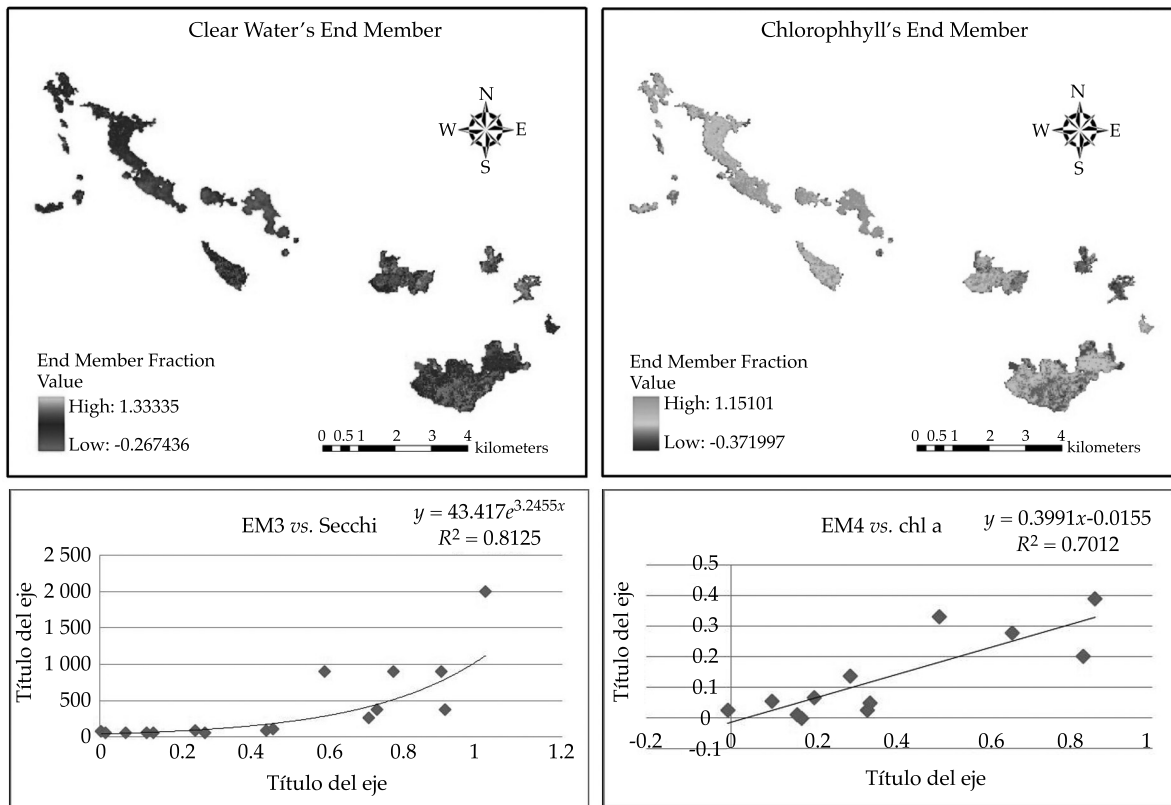 Clear Water's End Member
N
W
E
S
End Member Fraction
Value
High: 1.33335
Low: -0.267436
0 0.5 1 2 3 4
kilometers
Chlorophhyll's End Member
N
W
E
S
End Member Fraction
Value
High: 1.15101
Low: -0.371997
0 0.5 1 2 3 4
kilometers
EM3 vs. Secchi
y = 43.417e^3.2455x
R² = 0.8125
2 500
2 000
1 500
1 000
500
0
Título del eje
0 0.2 0.4 0.6 0.8 1 1.2
Título del eje
EM4 vs. chl a
y = 0.3991x-0.0155
R² = 0.7012
0.5
0.4
0.3
0.2
0.1
0
-0.1
Título del eje
-0.2 0 0.2 0.4 0.6 0.8 1
Título del eje